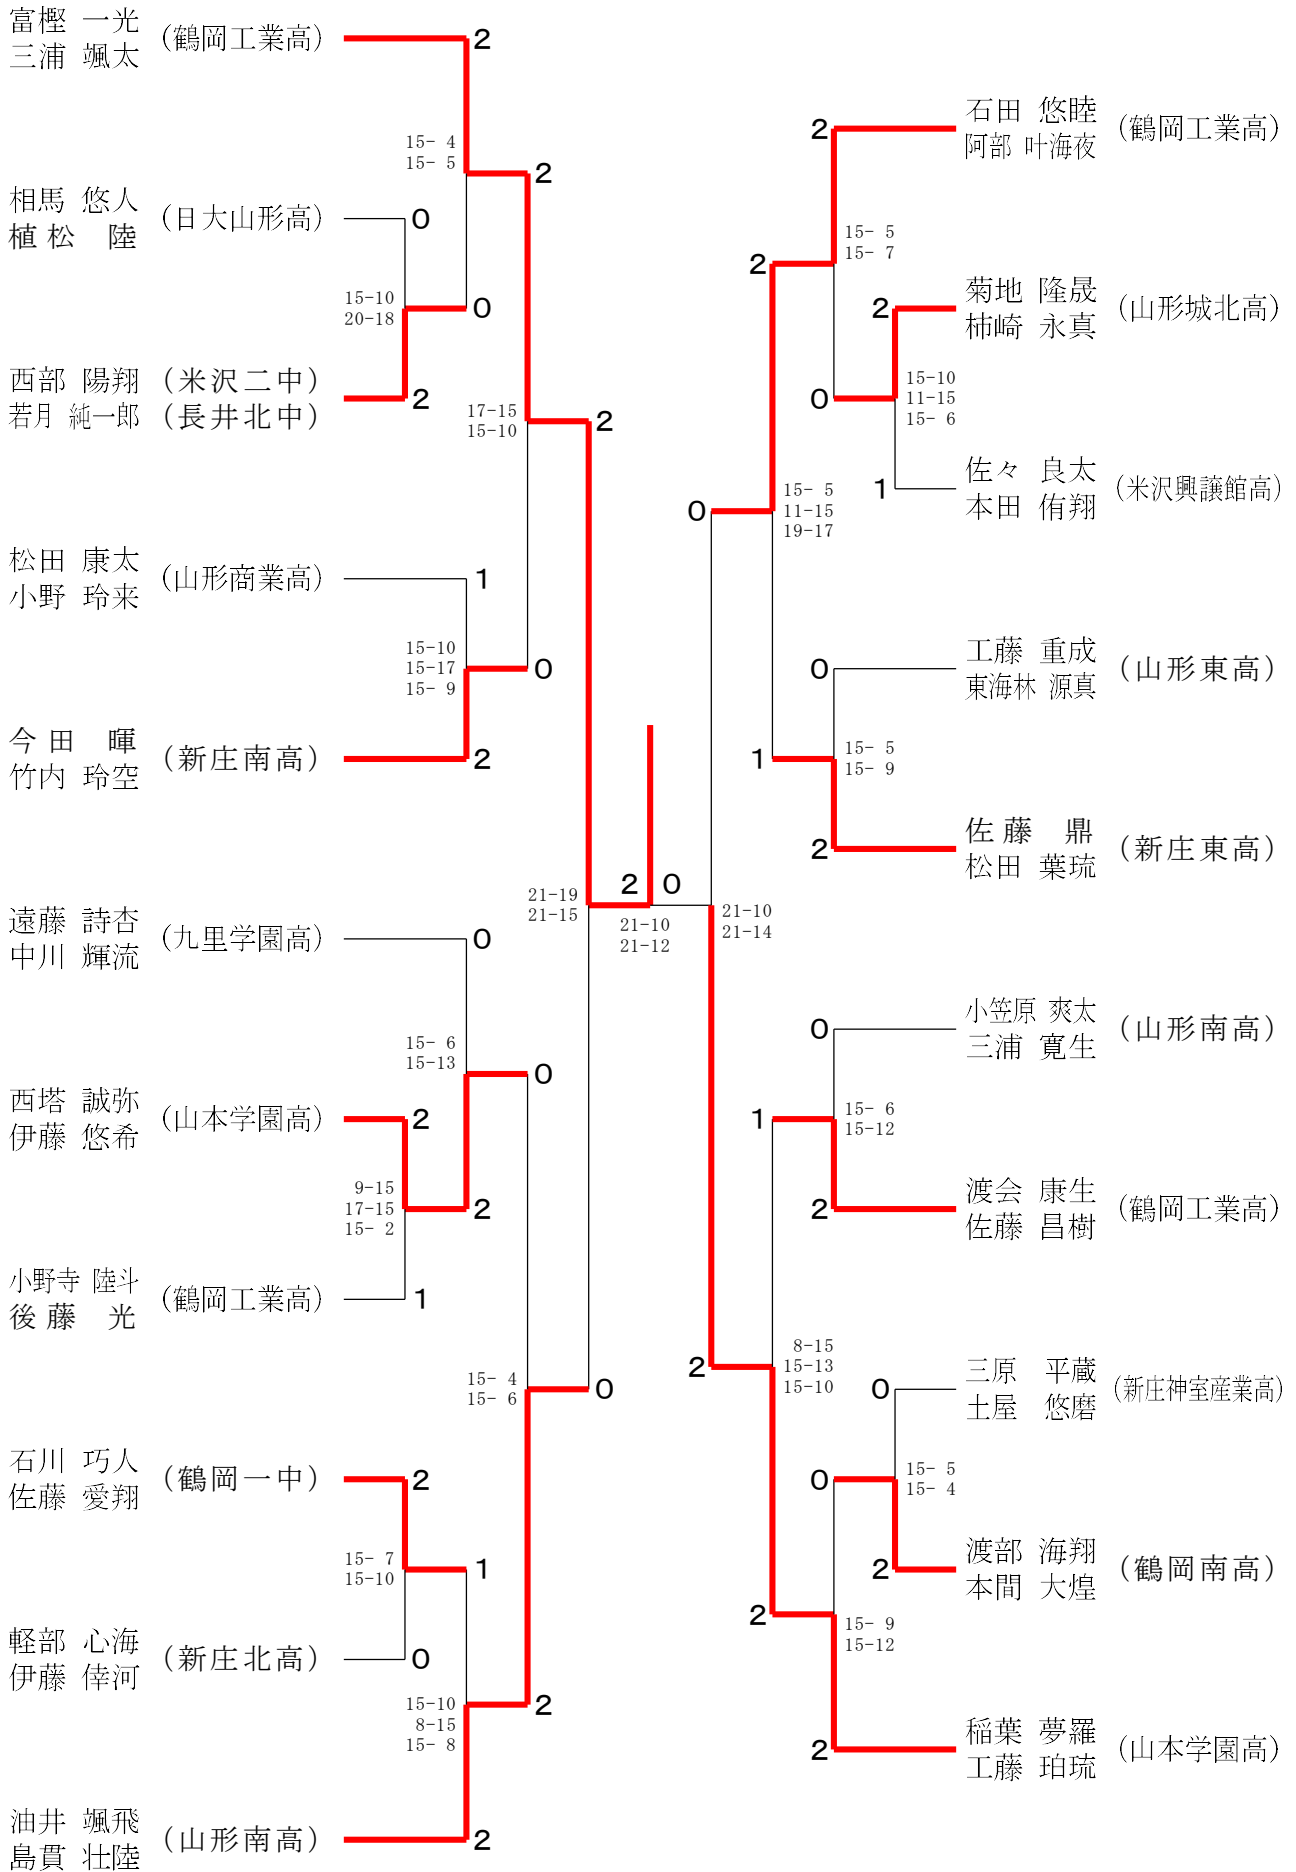 富樫 一光
三浦 颯太
(鶴岡工業高)
2
15- 4
15- 5
2
相馬 悠人
植松 陸
(日大山形高)
0
15-10
20-18
0
西部 陽翔
若月 純一郎
(米沢二中)
(長井北中)
2
17-15
15-10
2
松田 康太
小野 玲来
(山形商業高)
1
15-10
15-17
15- 9
0
今田 暉
竹内 玲空
(新庄南高)
2
遠藤 詩杏
中川 輝流
(九里学園高)
0
21-19
21-15
15- 6
15-13
0
西塔 誠弥
伊藤 悠希
(山本学園高)
2
9-15
17-15
15- 2
2
小野寺 陸斗
後藤 光
(鶴岡工業高)
1
15- 4
15- 6
0
石川 巧人
佐藤 愛翔
(鶴岡一中)
2
15- 7
15-10
1
軽部 心海
伊藤 倖河
(新庄北高)
0
15-10
8-15
15- 8
2
油井 颯飛
島貫 壮陸
(山形南高)
2
2 0
21-10
21-12
2
石田 悠睦
阿部 叶海夜
(鶴岡工業高)
15- 5
15- 7
2
2
菊地 隆晟
柿崎 永真
(山形城北高)
0
15-10
11-15
15- 6
1
佐々 良太
本田 侑翔
(米沢興譲館高)
0
15- 5
11-15
19-17
0
工藤 重成
東海林 源真
(山形東高)
1
15- 5
15- 9
2
佐藤 鼎
松田 葉琉
(新庄東高)
21-10
21-14
0
小笠原 爽太
三浦 寛生
(山形南高)
1
15- 6
15-12
2
渡会 康生
佐藤 昌樹
(鶴岡工業高)
2
8-15
15-13
15-10
0
三原 平蔵
土屋 悠磨
(新庄神室産業高)
0
15- 5
15- 4
2
渡部 海翔
本間 大煌
(鶴岡南高)
2
15- 9
15-12
2
稲葉 夢羅
工藤 珀琉
(山本学園高)